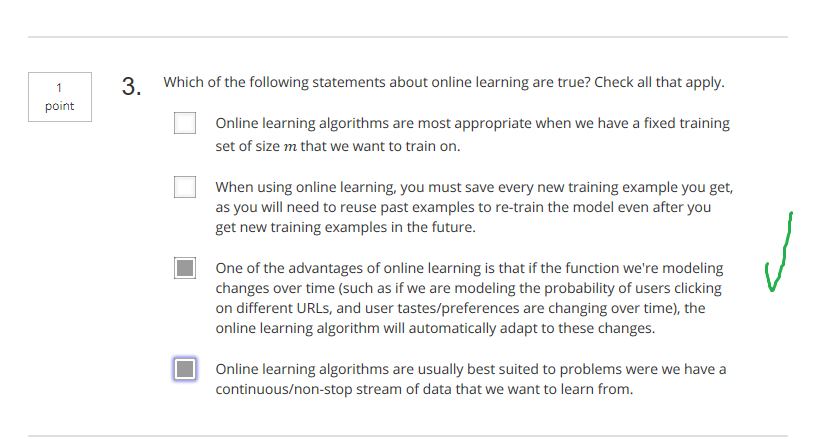 1
point
3.
Which of the following statements about online learning are true? Check all that apply.
Online learning algorithms are most appropriate when we have a fixed training
set of size m that we want to train on.
When using online learning, you must save every new training example you get,
as you will need to reuse past examples to re-train the model even after you
get new training examples in the future.
One of the advantages of online learning is that if the function we're modeling
changes over time (such as if we are modeling the probability of users clicking
on different URLs, and user tastes/preferences are changing over time), the
online learning algorithm will automatically adapt to these changes.
Online learning algorithms are usually best suited to problems were we have a
continuous/non-stop stream of data that we want to learn from.